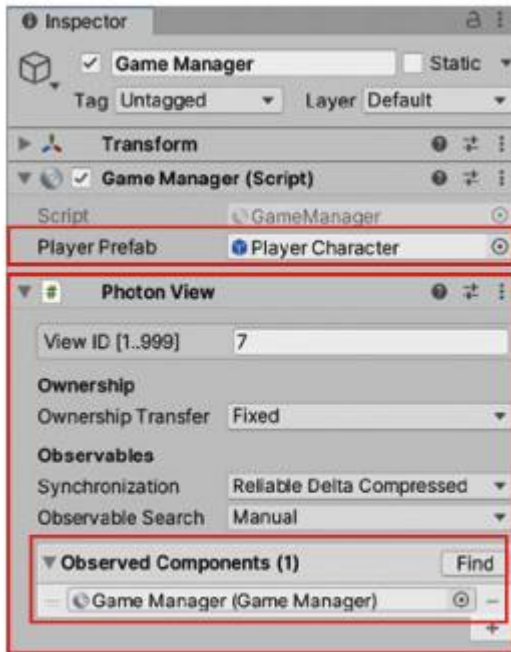 Inspector
Game Manager Static
Tag Untagged Layer Default
Transform
Game Manager (Script)
Script GameManager
Player Prefab Player Character
# Photon View
View ID [1..999] 7
Ownership
Ownership Transfer Fixed
Observables
Synchronization Reliable Delta Compressed
Observable Search Manual
Observed Components (1) Find
Game Manager (Game Manager)